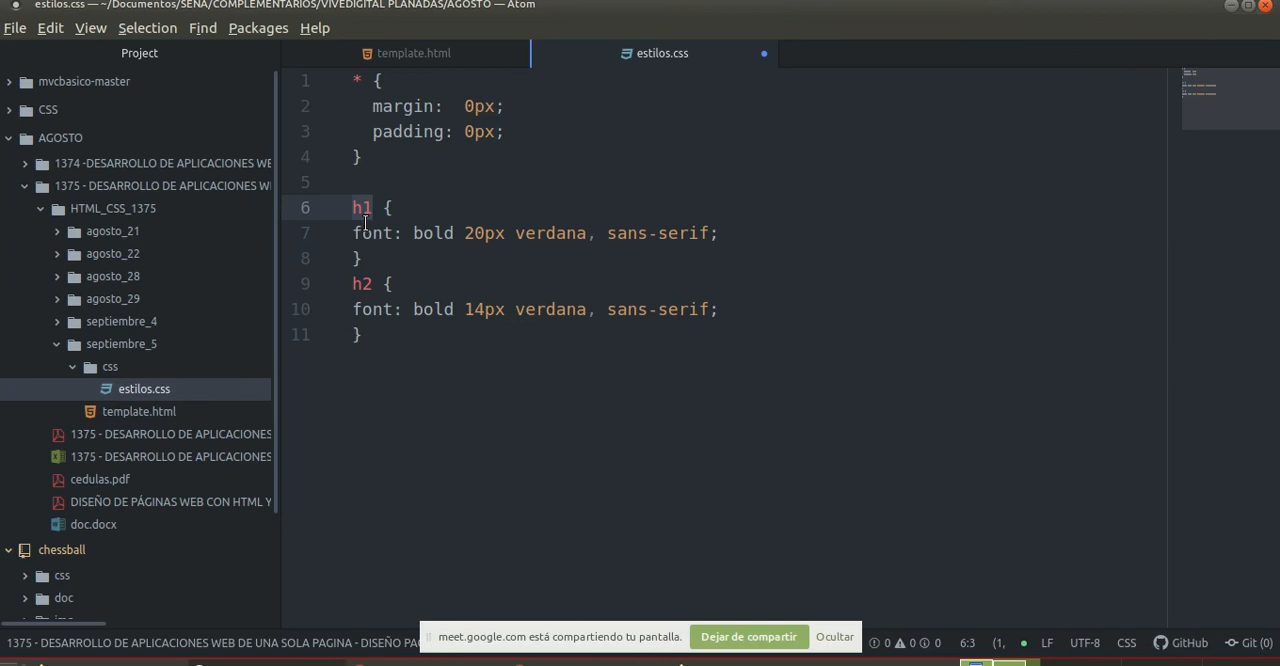 estilos.css — ~/Documentos/SENA/COMPLEMENTARIOS/VIVEDIGITAL PLANADAS/AGOSTO — Atom
File Edit View Selection Find Packages Help
Project
template.html
estilos.css
mvcbasico-master
CSS
AGOSTO
1374 -DESARROLLO DE APLICACIONES WE
1375 - DESARROLLO DE APLICACIONES W
HTML_CSS_1375
agosto_21
agosto_22
agosto_28
agosto_29
septiembre_4
septiembre_5
css
estilos.css
template.html
1375 - DESARROLLO DE APLICACIONES
1375 - DESARROLLO DE APLICACIONES
cedulas.pdf
DISEÑO DE PÁGINAS WEB CON HTML Y
doc.docx
chessball
css
doc
1 * {
2 margin: 0px;
3 padding: 0px;
4 }
5
6 h1 {
7 font: bold 20px verdana, sans-serif;
8 }
9 h2 {
10 font: bold 14px verdana, sans-serif;
11 }
meet.google.com está compartiendo tu pantalla. Dejar de compartir Ocultar
1375 - DESARROLLO DE APLICACIONES WEB DE UNA SOLA PAGINA - DISEÑO PA 0 0 0 6:3 (1, LF UTF-8 CSS GitHub Git (0)